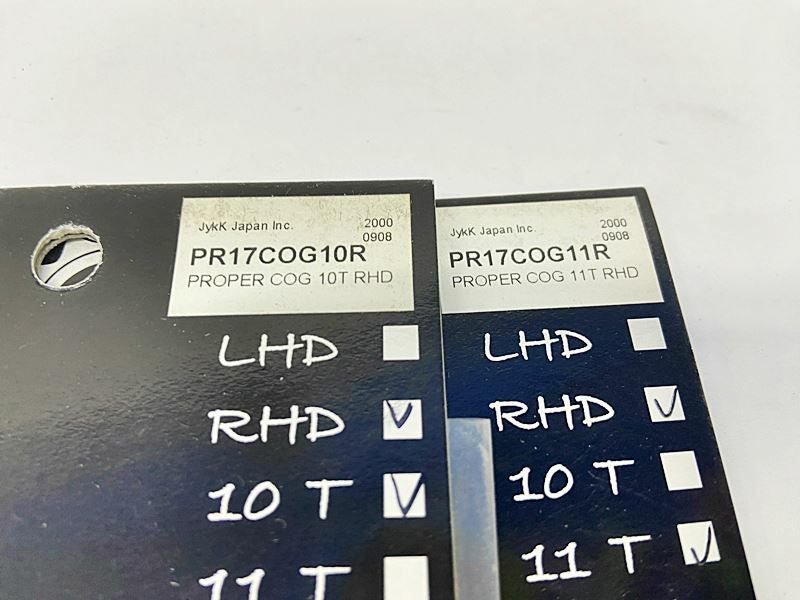 JykK Japan Inc. 2000
0908
PR17COG10R
PROPER COG 10T RHD
LHD
RHD
10 T
11 T
JykK Japan Inc. 2000
0908
PR17COG11R
PROPER COG 11T RHD
LHD
RHD
10 T
11 T